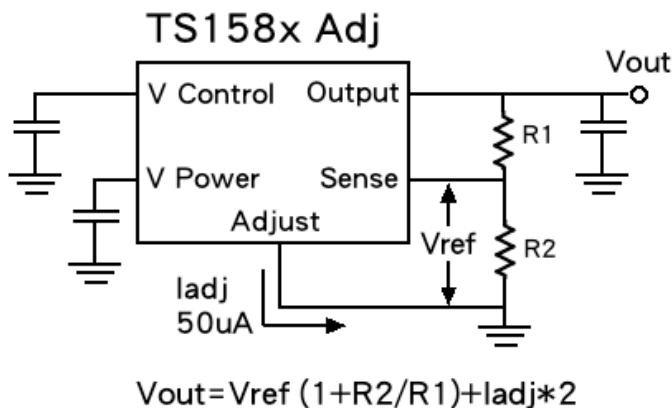 TS158x Adj
Vout
V Control
Output
R1
V Power
Sense
Adjust
Vref
R2
Iadj
50uA
Vout=Vref (1+R2/R1)+Iadj*2